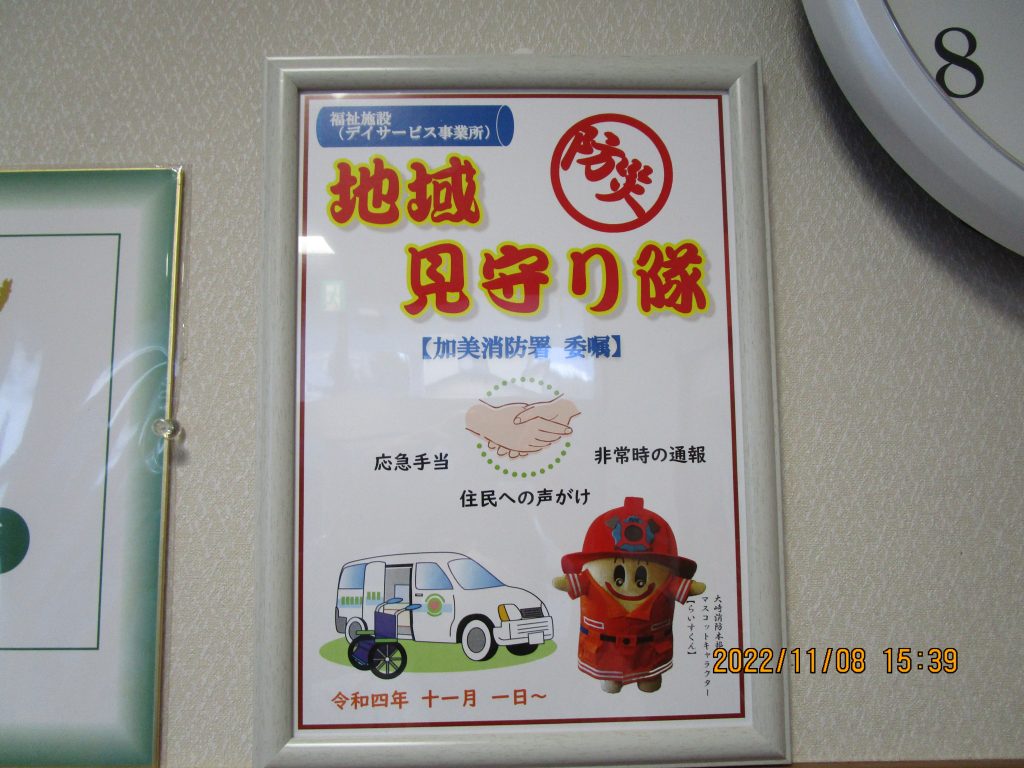 8
福祉施設
（デイサービス事業所）
防災
地域
見守り隊
【加美消防署 委嘱】
応急手当
非常時の通報
住民への声がけ
大崎消防本部
マスコットキャラクター
らいすくん】
令和四年 十一月 一日～
2022/11/08 15:39